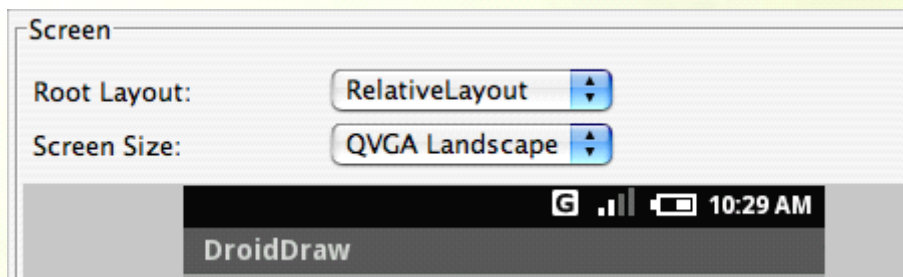 Screen
Root Layout: RelativeLayout
Screen Size: QVGA Landscape
G 10:29 AM
DroidDraw